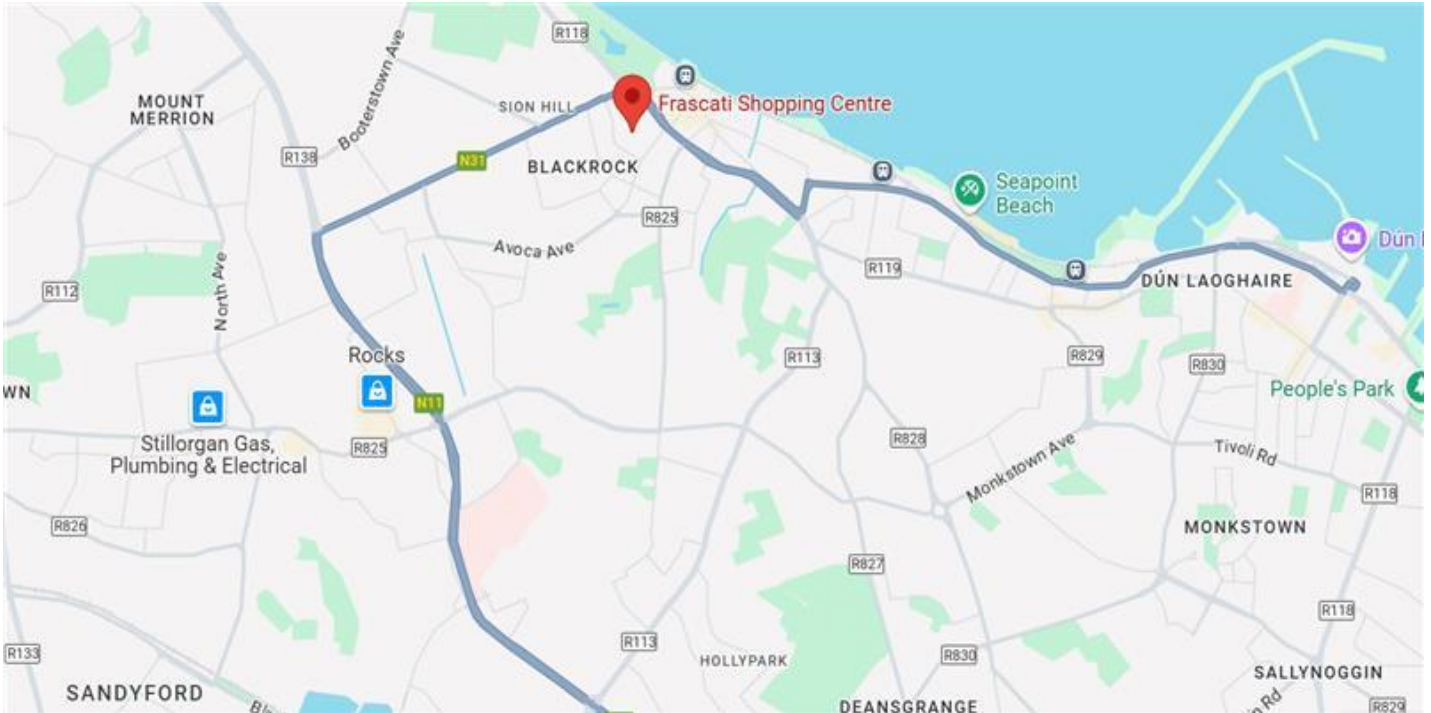 R118
Booterstown Ave
MOUNT
MERRION
SION HILL
Frascati Shopping Centre
R138
N31
BLACKROCK
Seapoint
Beach
R825
Avoca Ave
Dún
R119
DÚN LAOGHAIRE
R112
North Ave
Rocks
R113
R829
R830
People's Park
WN
N11
Stillorgan Gas,
Plumbing & Electrical
R825
R828
Monkstown Ave
Tivoli Rd
R118
R826
MONKSTOWN
R827
R118
R133
R113
HOLLYPARK
R830
SALLYNOGGIN
SANDYFORD
DEANSGRANGE
Rd
R829